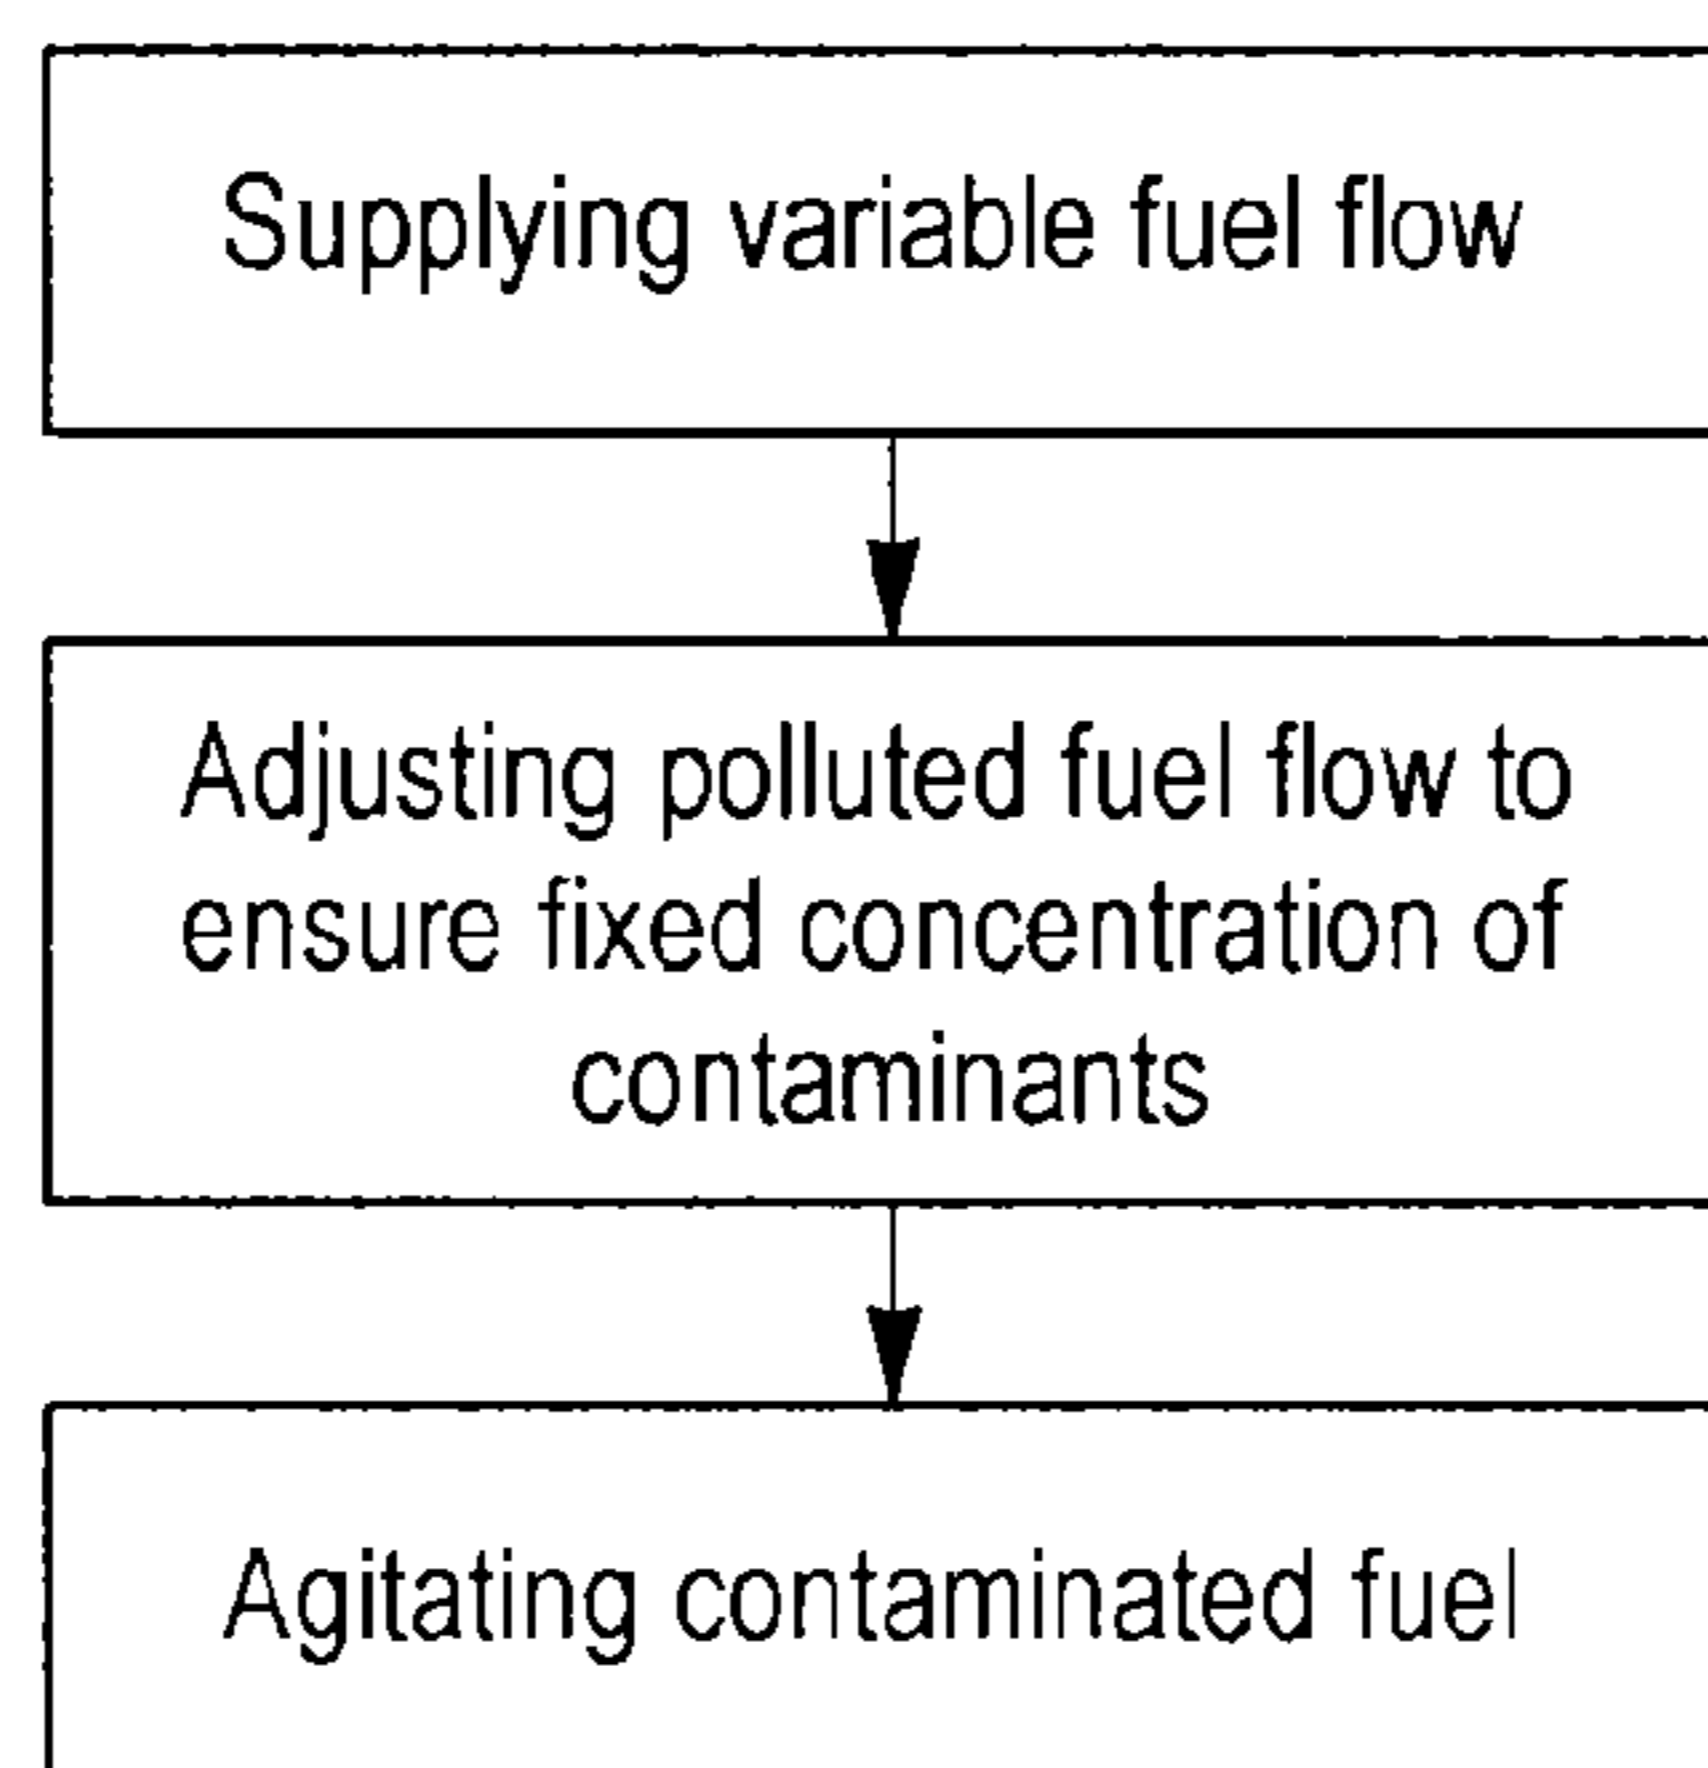 Supplying variable fuel flow
Adjusting polluted fuel flow to
ensure fixed concentration of
contaminants
Agitating contaminated fuel